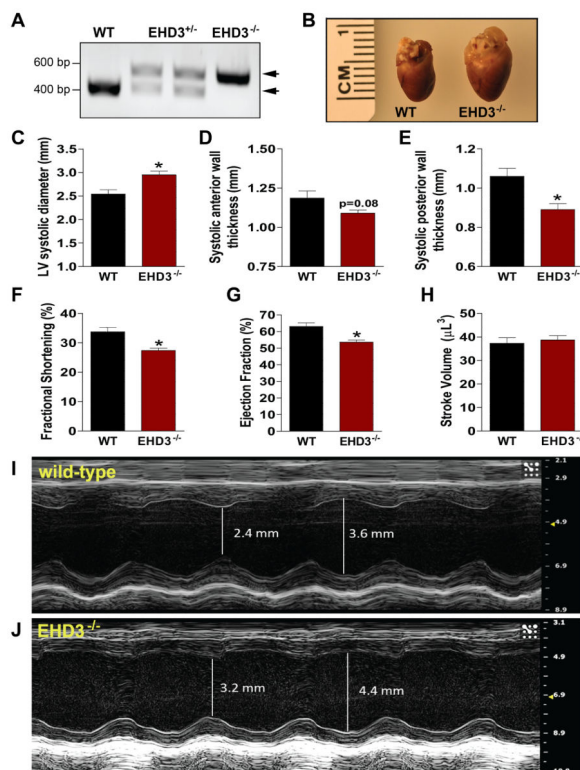 A
WT EHD3+/- EHD3-/-
600 bp
400 bp
B
CM 1
WT EHD3-/-
C
LV systolic diameter (mm)
3.5
3.0
2.5
2.0
1.5
1.0
*
WT EHD3-/-
D
Systolic anterior wall
thickness (mm)
1.50
1.25
1.00
0.75
p=0.08
WT EHD3-/-
E
Systolic posterior wall
thickness (mm)
1.2
1.0
0.8
0.6
*
WT EHD3-/-
F
Fractional Shortening (%)
50
40
30
20
10
0
*
WT EHD3-/-
G
Ejection Fraction (%)
80
70
60
50
40
30
20
10
0
*
WT EHD3-/-
H
Stroke Volume (µL3)
60
50
40
30
20
10
0
WT EHD3-/-
I
wild-type
2.4 mm 3.6 mm
2.1
2.9
4.9
6.9
8.9
J
EHD3-/-
3.2 mm 4.4 mm
3.1
4.9
6.9
8.9